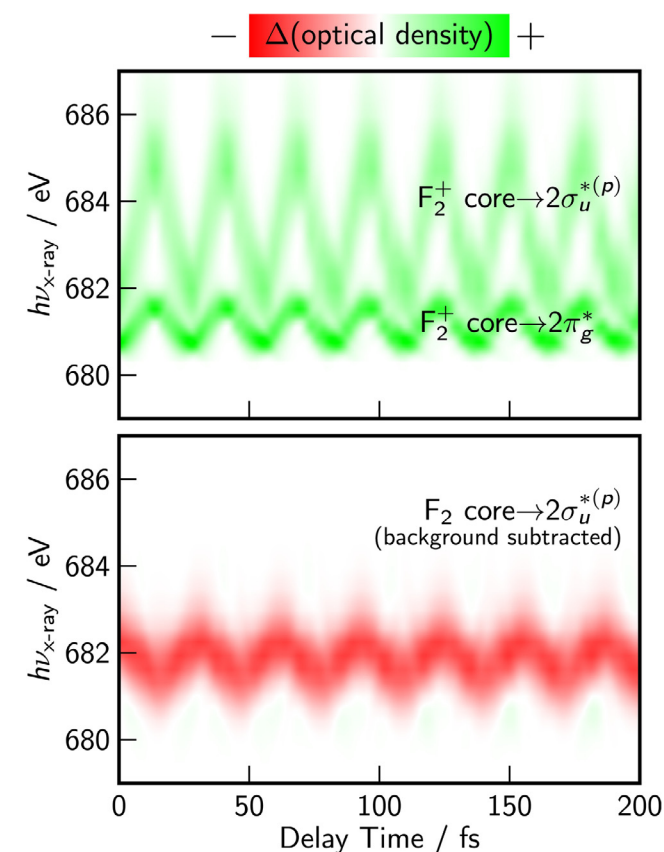 − Δ(optical density) +
686
684
682
680
hν_x-ray / eV
F₂⁺ core→2σ_u^*(p)
F₂⁺ core→2π_g^*
686
684
682
680
hν_x-ray / eV
F₂ core→2σ_u^*(p)
(background subtracted)
0 50 100 150 200
Delay Time / fs